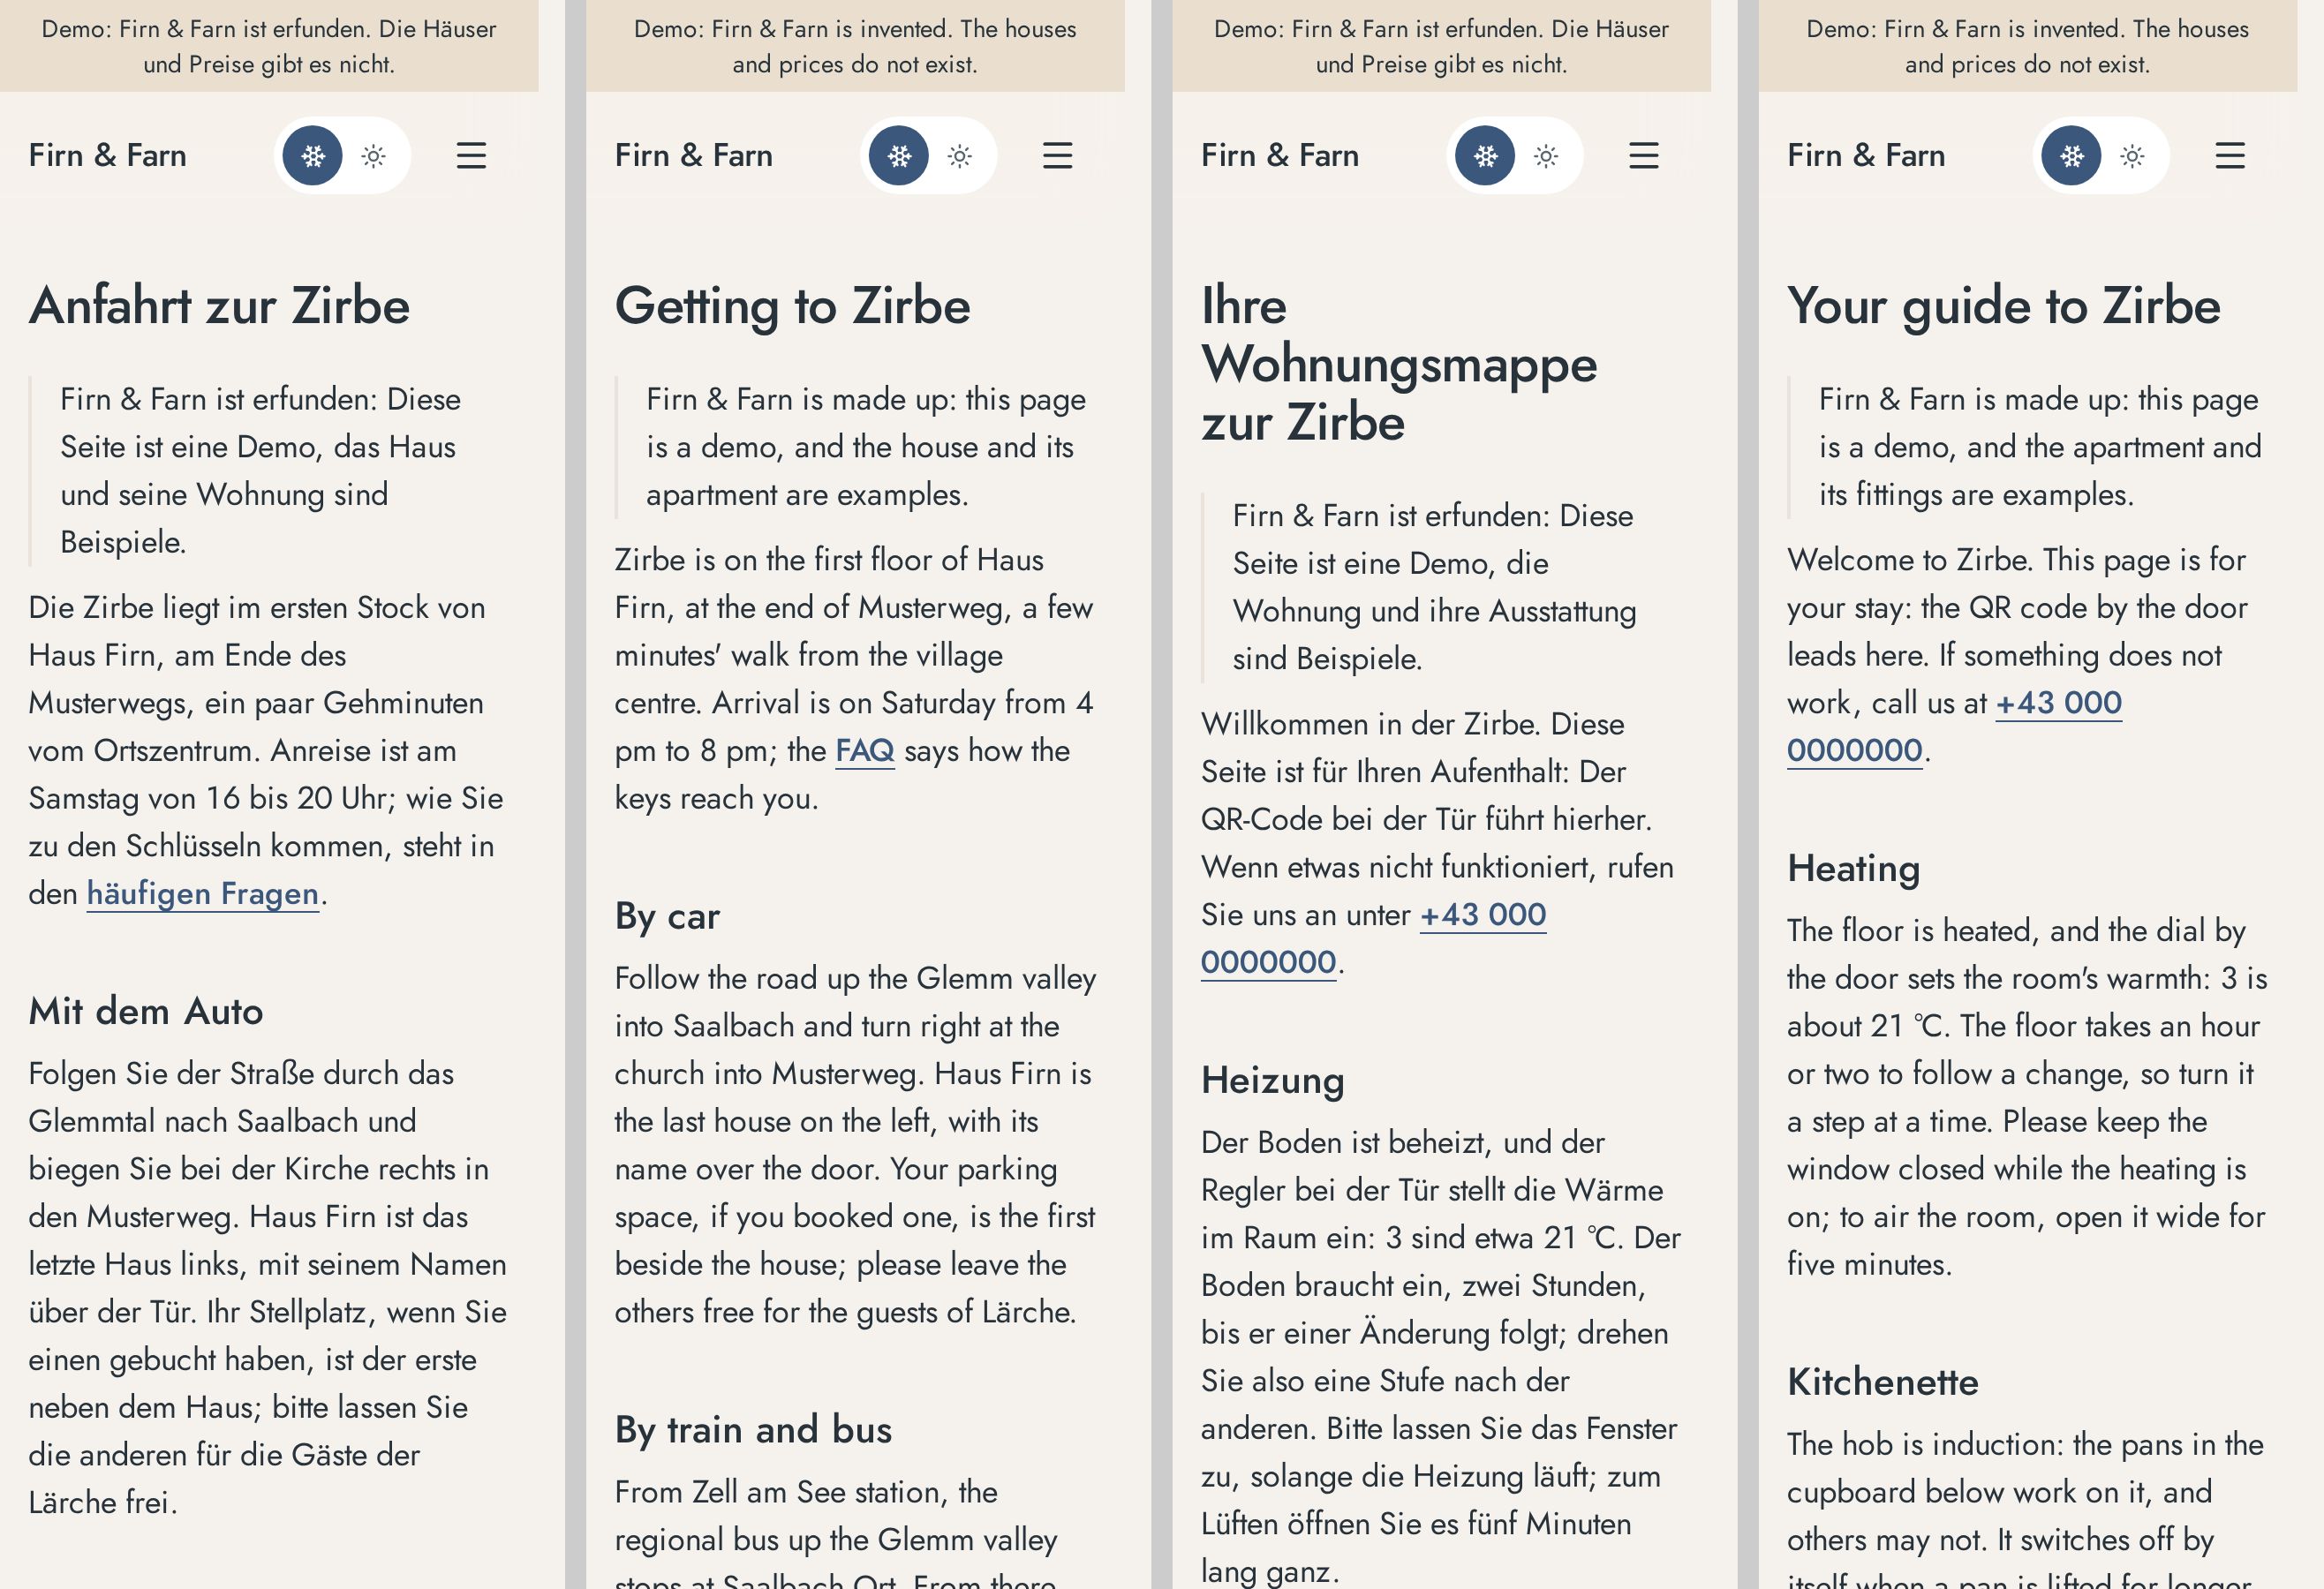 Demo: Firn & Farn ist erfunden. Die Häuser
und Preise gibt es nicht.
Firn & Farn
Anfahrt zur Zirbe
Firn & Farn ist erfunden: Diese
Seite ist eine Demo, das Haus
und seine Wohnung sind
Beispiele.
Die Zirbe liegt im ersten Stock von
Haus Firn, am Ende des
Musterwegs, ein paar Gehminuten
vom Ortszentrum. Anreise ist am
Samstag von 16 bis 20 Uhr; wie Sie
zu den Schlüsseln kommen, steht in
den häufigen Fragen.
Mit dem Auto
Folgen Sie der Straße durch das
Glemmtal nach Saalbach und
biegen Sie bei der Kirche rechts in
den Musterweg. Haus Firn ist das
letzte Haus links, mit seinem Namen
über der Tür. Ihr Stellplatz, wenn Sie
einen gebucht haben, ist der erste
neben dem Haus; bitte lassen Sie
die anderen für die Gäste der
Lärche frei.
Demo: Firn & Farn is invented. The houses
and prices do not exist.
Firn & Farn
Getting to Zirbe
Firn & Farn is made up: this page
is a demo, and the house and its
apartment are examples.
Zirbe is on the first floor of Haus
Firn, at the end of Musterweg, a few
minutes' walk from the village
centre. Arrival is on Saturday from 4
pm to 8 pm; the FAQ says how the
keys reach you.
By car
Follow the road up the Glemm valley
into Saalbach and turn right at the
church into Musterweg. Haus Firn is
the last house on the left, with its
name over the door. Your parking
space, if you booked one, is the first
beside the house; please leave the
others free for the guests of Lärche.
By train and bus
From Zell am See station, the
regional bus up the Glemm valley
stops at Saalbach Ort. From there
Demo: Firn & Farn ist erfunden. Die Häuser
und Preise gibt es nicht.
Firn & Farn
Ihre
Wohnungsmappe
zur Zirbe
Firn & Farn ist erfunden: Diese
Seite ist eine Demo, die
Wohnung und ihre Ausstattung
sind Beispiele.
Willkommen in der Zirbe. Diese
Seite ist für Ihren Aufenthalt: Der
QR-Code bei der Tür führt hierher.
Wenn etwas nicht funktioniert, rufen
Sie uns an unter +43 000
0000000.
Heizung
Der Boden ist beheizt, und der
Regler bei der Tür stellt die Wärme
im Raum ein: 3 sind etwa 21 °C. Der
Boden braucht ein, zwei Stunden,
bis er einer Änderung folgt; drehen
Sie also eine Stufe nach der
anderen. Bitte lassen Sie das Fenster
zu, solange die Heizung läuft; zum
Lüften öffnen Sie es fünf Minuten
lang ganz.
Demo: Firn & Farn is invented. The houses
and prices do not exist.
Firn & Farn
Your guide to Zirbe
Firn & Farn is made up: this page
is a demo, and the apartment and
its fittings are examples.
Welcome to Zirbe. This page is for
your stay: the QR code by the door
leads here. If something does not
work, call us at +43 000
0000000.
Heating
The floor is heated, and the dial by
the door sets the room's warmth: 3 is
about 21 °C. The floor takes an hour
or two to follow a change, so turn it
a step at a time. Please keep the
window closed while the heating is
on; to air the room, open it wide for
five minutes.
Kitchenette
The hob is induction: the pans in the
cupboard below work on it, and
others may not. It switches off by
itself when a pan is lifted for longer